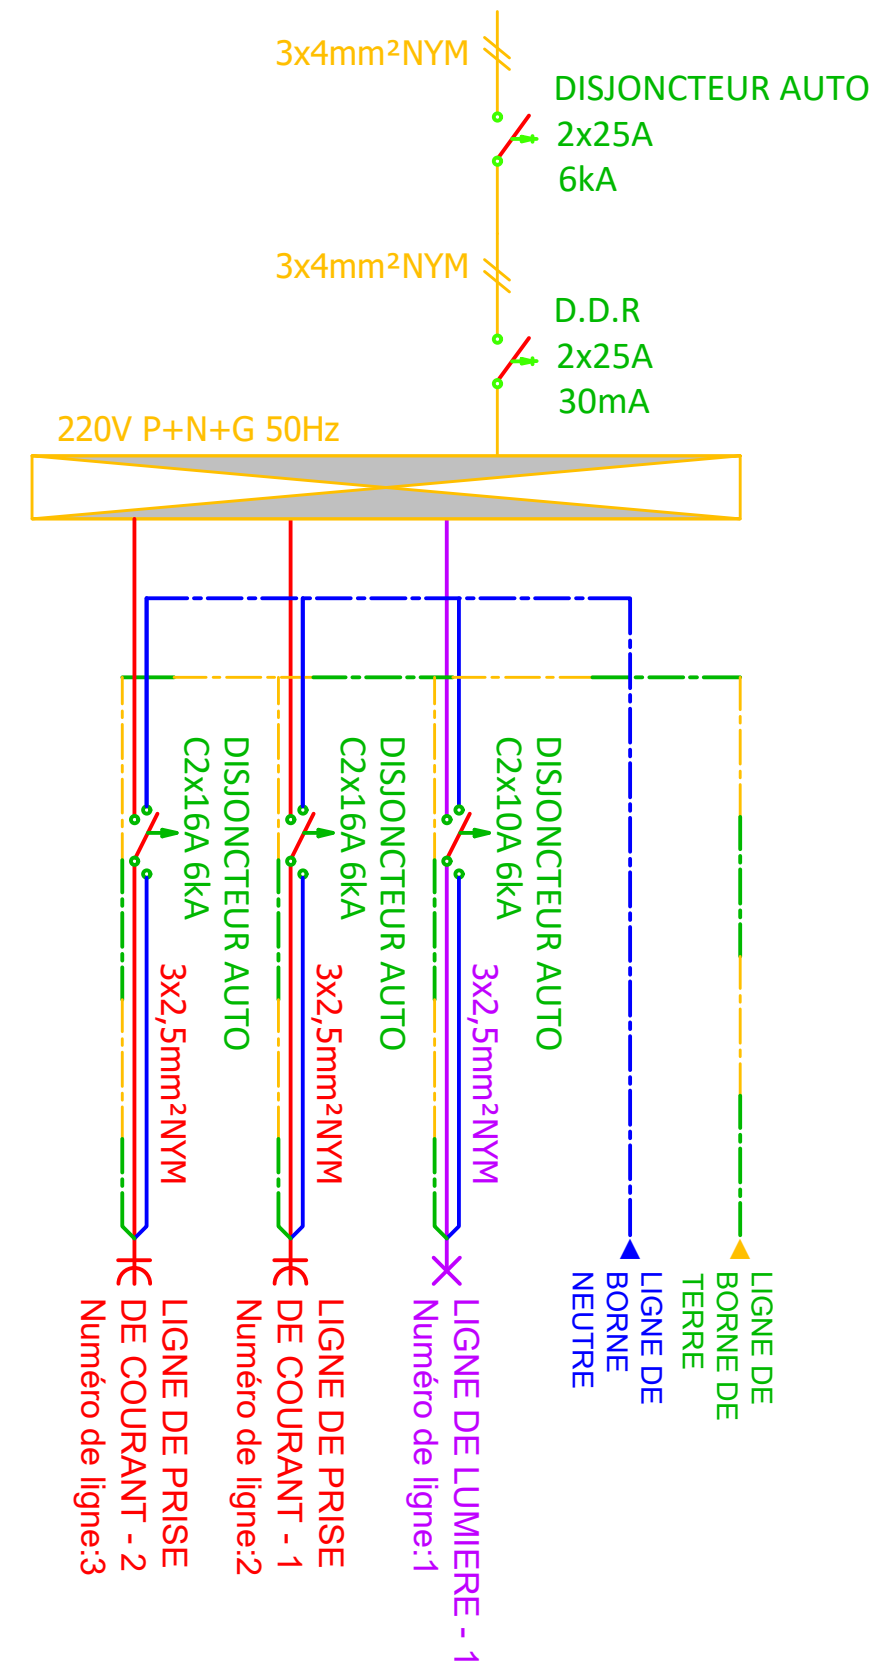 3x4mm²NYM
DISJONCTEUR AUTO
2x25A
6kA
3x4mm²NYM
D.D.R
2x25A
30mA
220V P+N+G 50Hz
DISJONCTEUR AUTO
C2x16A 6kA
3x2,5mm²NYM
LIGNE DE PRISE
DE COURANT - 2
Numéro de ligne:3
DISJONCTEUR AUTO
C2x16A 6kA
3x2,5mm²NYM
LIGNE DE PRISE
DE COURANT - 1
Numéro de ligne:2
DISJONCTEUR AUTO
C2x10A 6kA
3x2,5mm²NYM
LIGNE DE LUMIERE - 1
Numéro de ligne:1
LIGNE DE
BORNE
NEUTRE
LIGNE DE
BORNE DE
TERRE